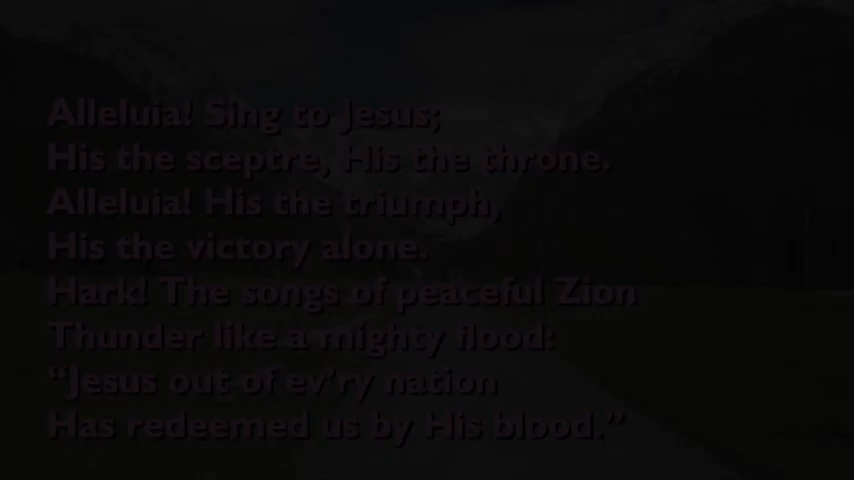 Alleluia! Sing to Jesus;
His the sceptre, His the throne.
Alleluia! His the triumph,
His the victory alone.
Hark! The songs of peaceful Zion
Thunder like a mighty flood:
“Jesus out of ev’ry nation
Has redeemed us by His blood.”